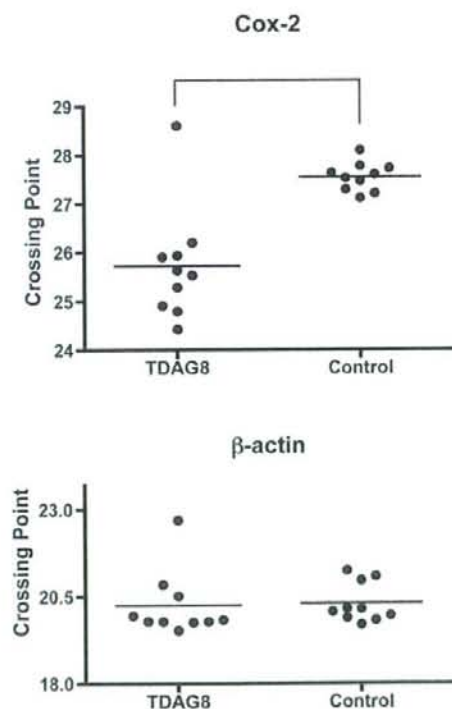 Cox-2
29
28
27
26
25
24
Crossing Point
TDAG8 Control
β-actin
23.0
20.5
18.0
Crossing Point
TDAG8 Control